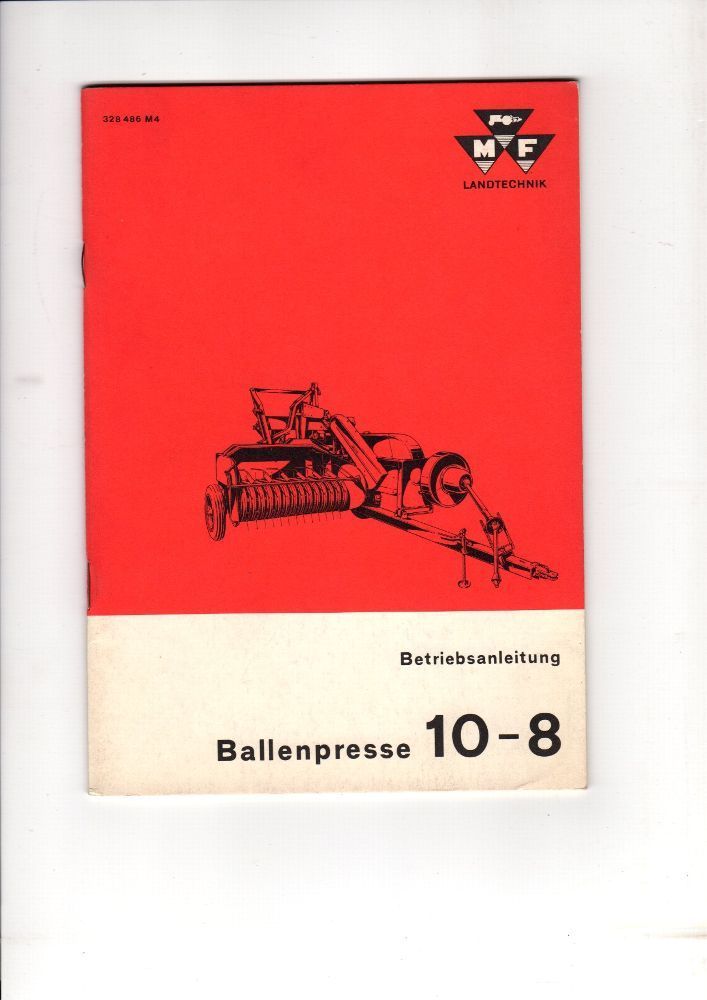 328 486 M4
M F
LANDTECHNIK
Betriebsanleitung
Ballenpresse 10-8